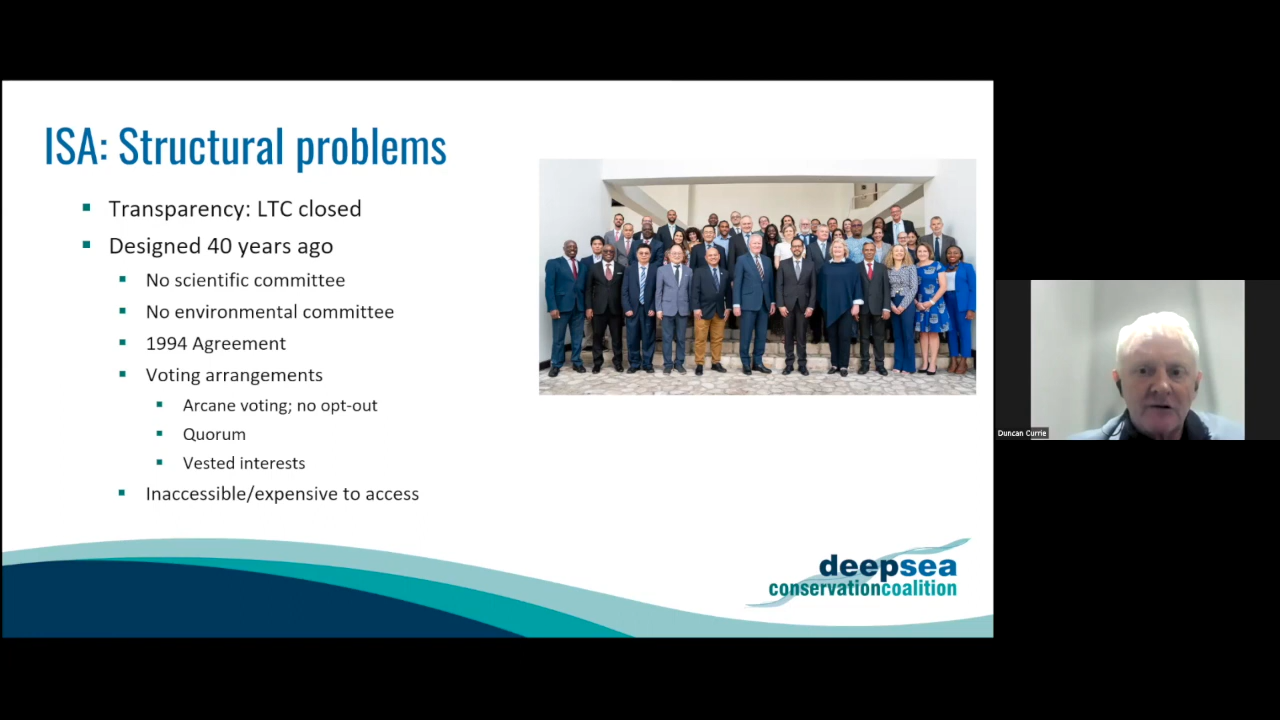 ISA: Structural problems
Transparency: LTC closed
Designed 40 years ago
No scientific committee
No environmental committee
1994 Agreement
Voting arrangements
Arcane voting; no opt-out
Quorum
Vested interests
Inaccessible/expensive to access
deepsea
conservationcoalition
Duncan Currie